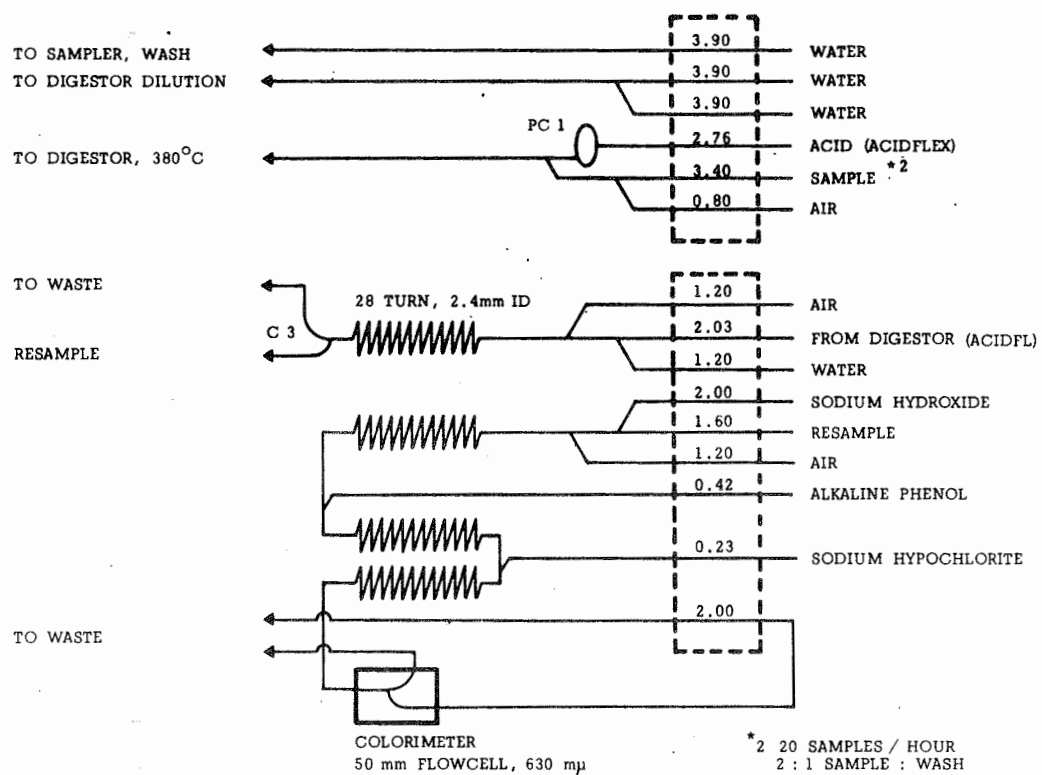 TO SAMPLER, WASH 3.90 WATER
TO DIGESTOR DILUTION 3.90 WATER
3.90 WATER
PC 1 2.76 ACID (ACIDFLEX)
TO DIGESTOR, 380°C 3.40 SAMPLE *2
0.80 AIR
TO WASTE 1.20 AIR
28 TURN, 2.4mm ID
C 3 2.03 FROM DIGESTOR (ACIDFL)
RESAMPLE 1.20 WATER
2.00 SODIUM HYDROXIDE
1.60 RESAMPLE
1.20 AIR
0.42 ALKALINE PHENOL
0.23 SODIUM HYPOCHLORITE
2.00
TO WASTE
COLORIMETER
50 mm FLOWCELL, 630 mµ
*2 20 SAMPLES / HOUR
2 : 1 SAMPLE : WASH